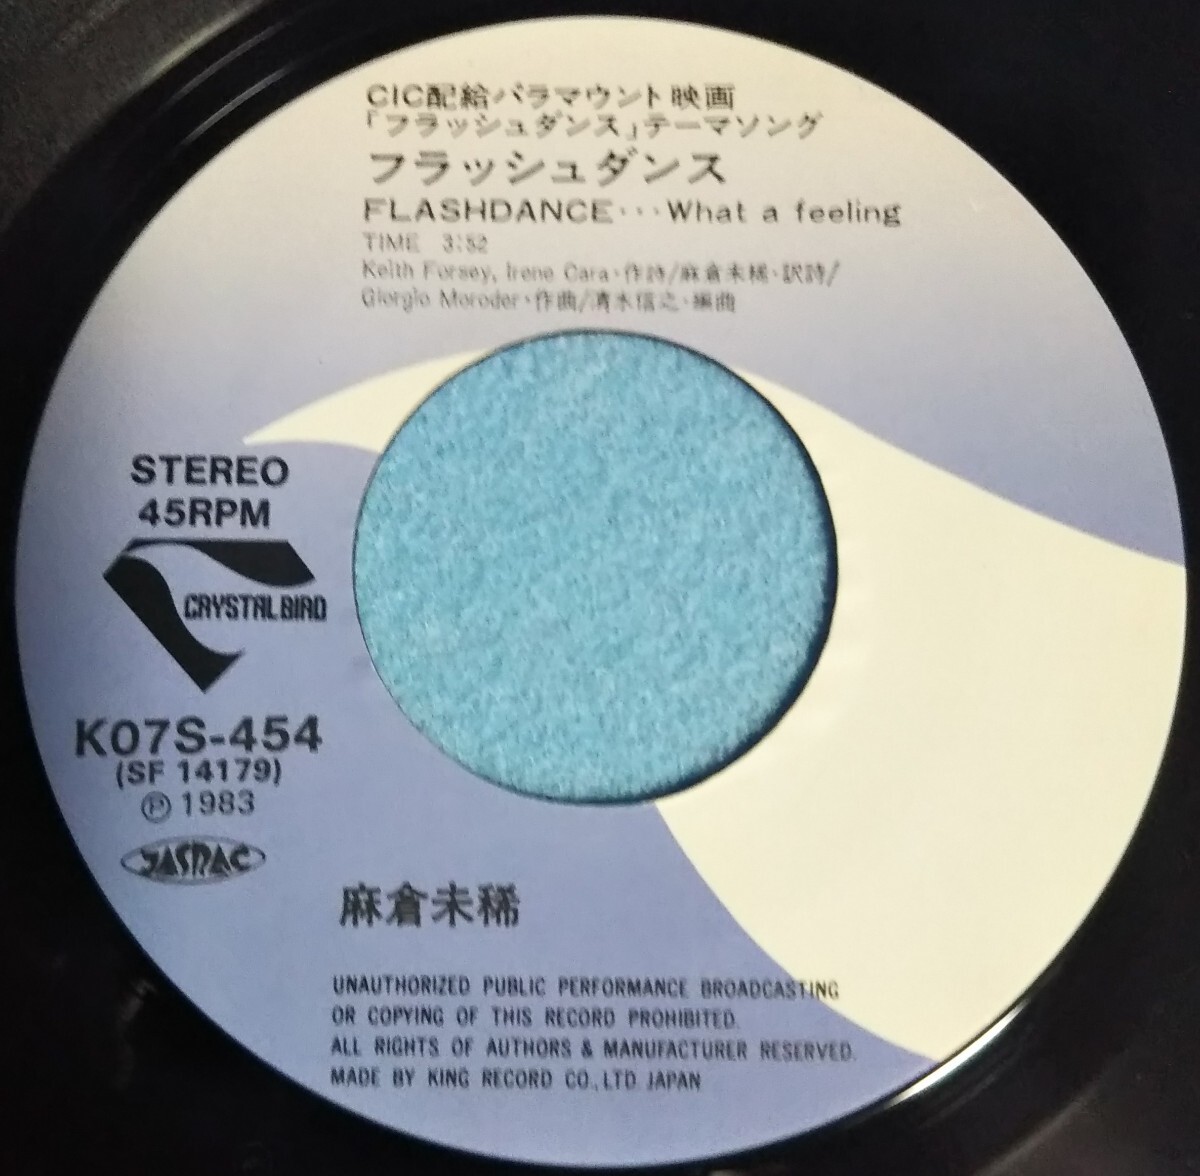 CIC配給パラマウント映画
「フラッシュダンス」テーマソング
フラッシュダンス
FLASHDANCE···What a feeling
TIME 3:52
Keith Forsey, Irene Cara・作詩/麻倉未稀・訳詩/
Giorgio Moroder・作曲/清水信之・編曲
STEREO
45RPM
CRYSTAL BIRD
K07S-454
(SF 14179)
Ⓟ 1983
JASRAC
麻倉未稀
UNAUTHORIZED PUBLIC PERFORMANCE BROADCASTING
OR COPYING OF THIS RECORD PROHIBITED.
ALL RIGHTS OF AUTHORS & MANUFACTURER RESERVED.
MADE BY KING RECORD CO., LTD. JAPAN